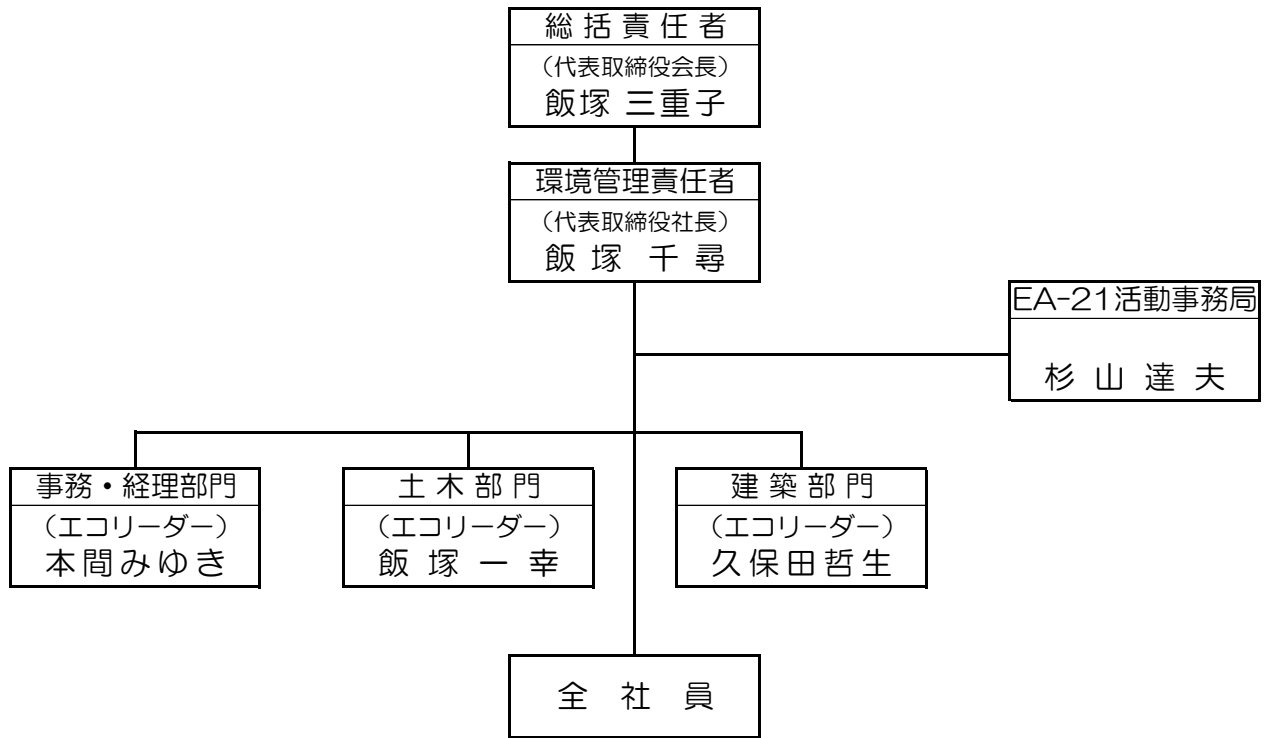 総括責任者
（代表取締役会長）
飯塚 三重子
環境管理責任者
（代表取締役社長）
飯塚 千尋
EA-21活動事務局
杉山達夫
事務・経理部門
（エコリーダー）
本間みゆき
土木部門
（エコリーダー）
飯塚一幸
建築部門
（エコリーダー）
久保田哲生
全社員